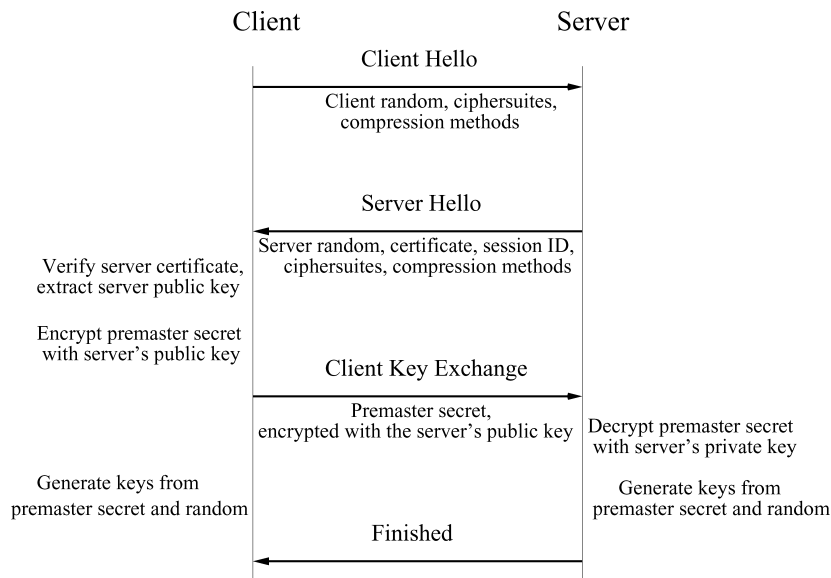 Client
Server
Client Hello
Client random, ciphersuites,
compression methods
Server Hello
Server random, certificate, session ID,
ciphersuites, compression methods
Verify server certificate,
extract server public key
Encrypt premaster secret
with server's public key
Client Key Exchange
Premaster secret,
encrypted with the server's public key
Decrypt premaster secret
with server's private key
Generate keys from
premaster secret and random
Generate keys from
premaster secret and random
Finished